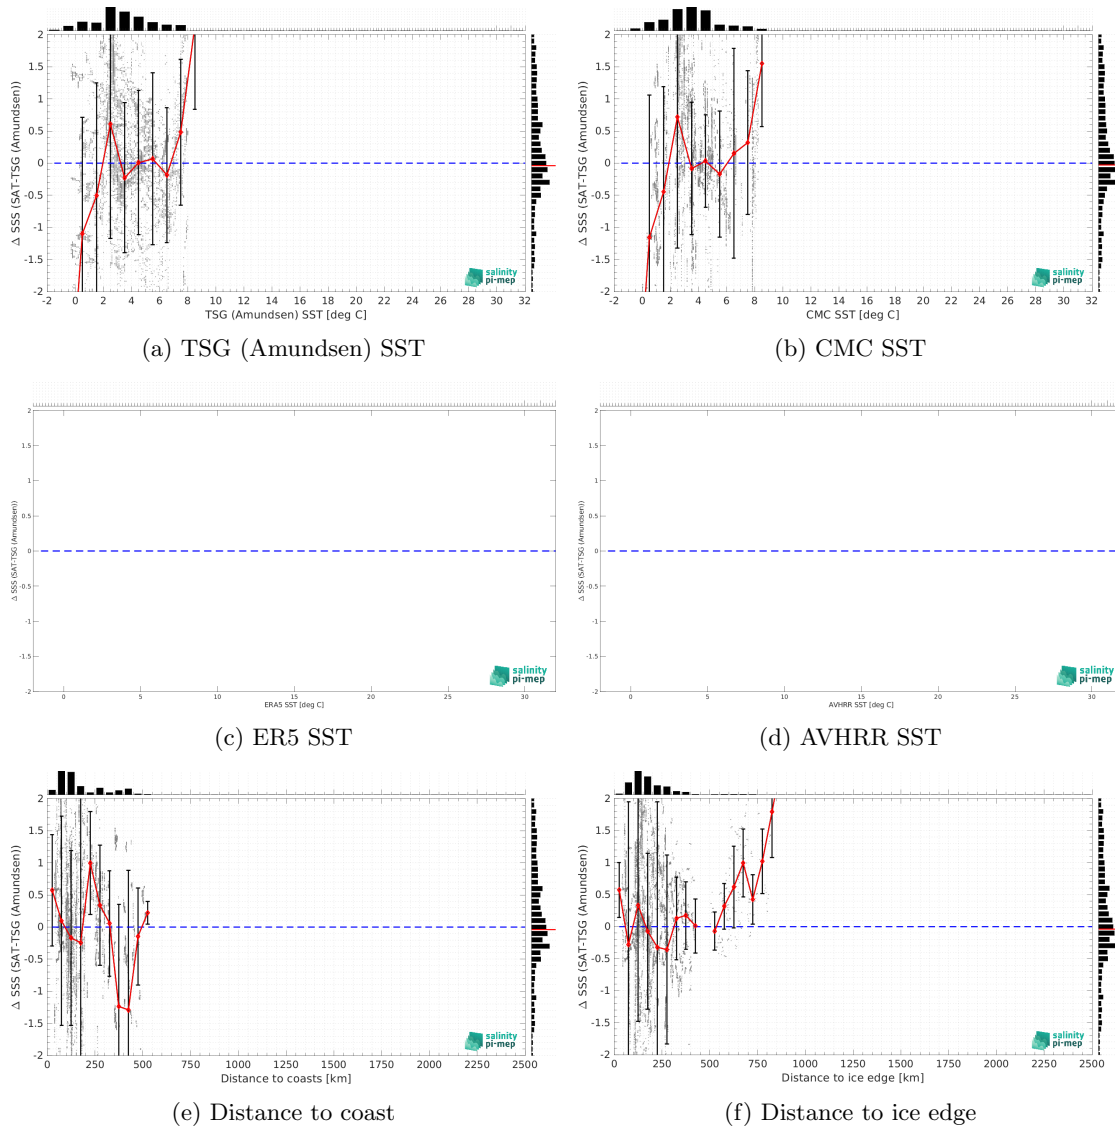 2
1.5
1
0.5
0
-0.5
-1
-1.5
-2
Δ SSS (SAT-TSG (Amundsen))
-2 0 2 4 6 8 10 12 14 16 18 20 22 24 26 28 30 32
TSG (Amundsen) SST [deg C]
salinity
pi-mep
(a) TSG (Amundsen) SST
2
1.5
1
0.5
0
-0.5
-1
-1.5
-2
Δ SSS (SAT-TSG (Amundsen))
-2 0 2 4 6 8 10 12 14 16 18 20 22 24 26 28 30 32
CMC SST [deg C]
salinity
pi-mep
(b) CMC SST
2
1.5
1
0.5
0
-0.5
-1
-1.5
-2
Δ SSS (SAT-TSG (Amundsen))
0 5 10 15 20 25 30
ERA5 SST [deg C]
salinity
pi-mep
(c) ER5 SST
2
1.5
1
0.5
0
-0.5
-1
-1.5
-2
Δ SSS (SAT-TSG (Amundsen))
0 5 10 15 20 25 30
AVHRR SST [deg C]
salinity
pi-mep
(d) AVHRR SST
2
1.5
1
0.5
0
-0.5
-1
-1.5
-2
Δ SSS (SAT-TSG (Amundsen))
0 250 500 750 1000 1250 1500 1750 2000 2250 2500
Distance to coasts [km]
salinity
pi-mep
(e) Distance to coast
2
1.5
1
0.5
0
-0.5
-1
-1.5
-2
Δ SSS (SAT-TSG (Amundsen))
0 250 500 750 1000 1250 1500 1750 2000 2250 2500
Distance to ice edge [km]
salinity
pi-mep
(f) Distance to ice edge